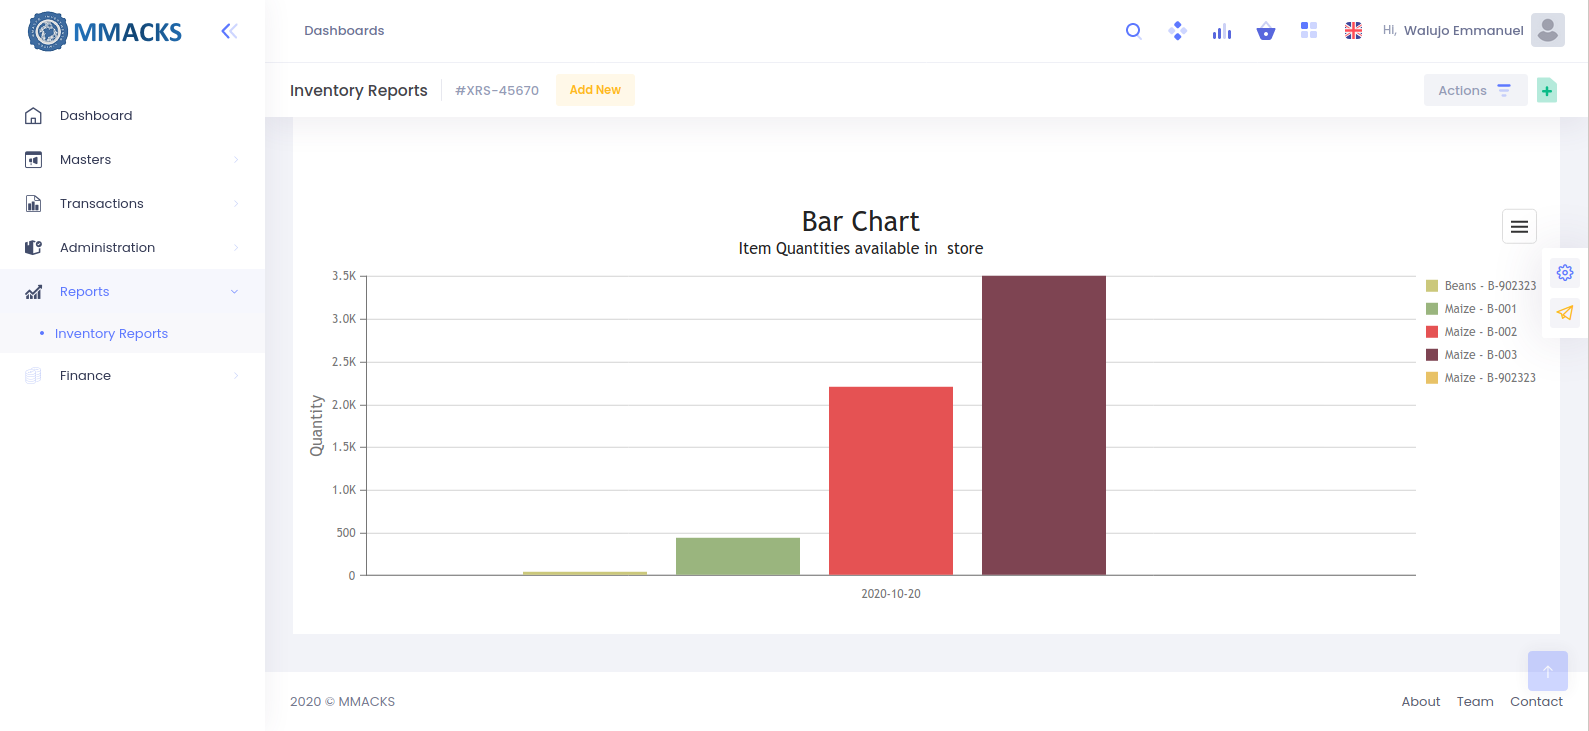 MMACKS
Dashboards
Hi, Walujo Emmanuel
Inventory Reports
#XRS-45670
Add New
Actions
Dashboard
Masters
Transactions
Administration
Reports
Inventory Reports
Finance
Bar Chart
Item Quantities available in store
Quantity
3.5K
3.0K
2.5K
2.0K
1.5K
1.0K
500
0
2020-10-20
Beans - B-902323
Maize - B-001
Maize - B-002
Maize - B-003
Maize - B-902323
2020 © MMACKS
About Team Contact